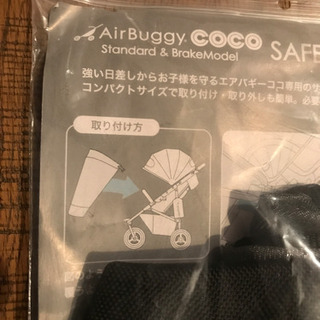 AirBuggy. COCO SAFE
Standard & BrakeModel
強い日差しからお子様を守るエアバギーココ専用のサ
コンパクトサイズで取り付け・取り外しも簡単。必要
取り付け方